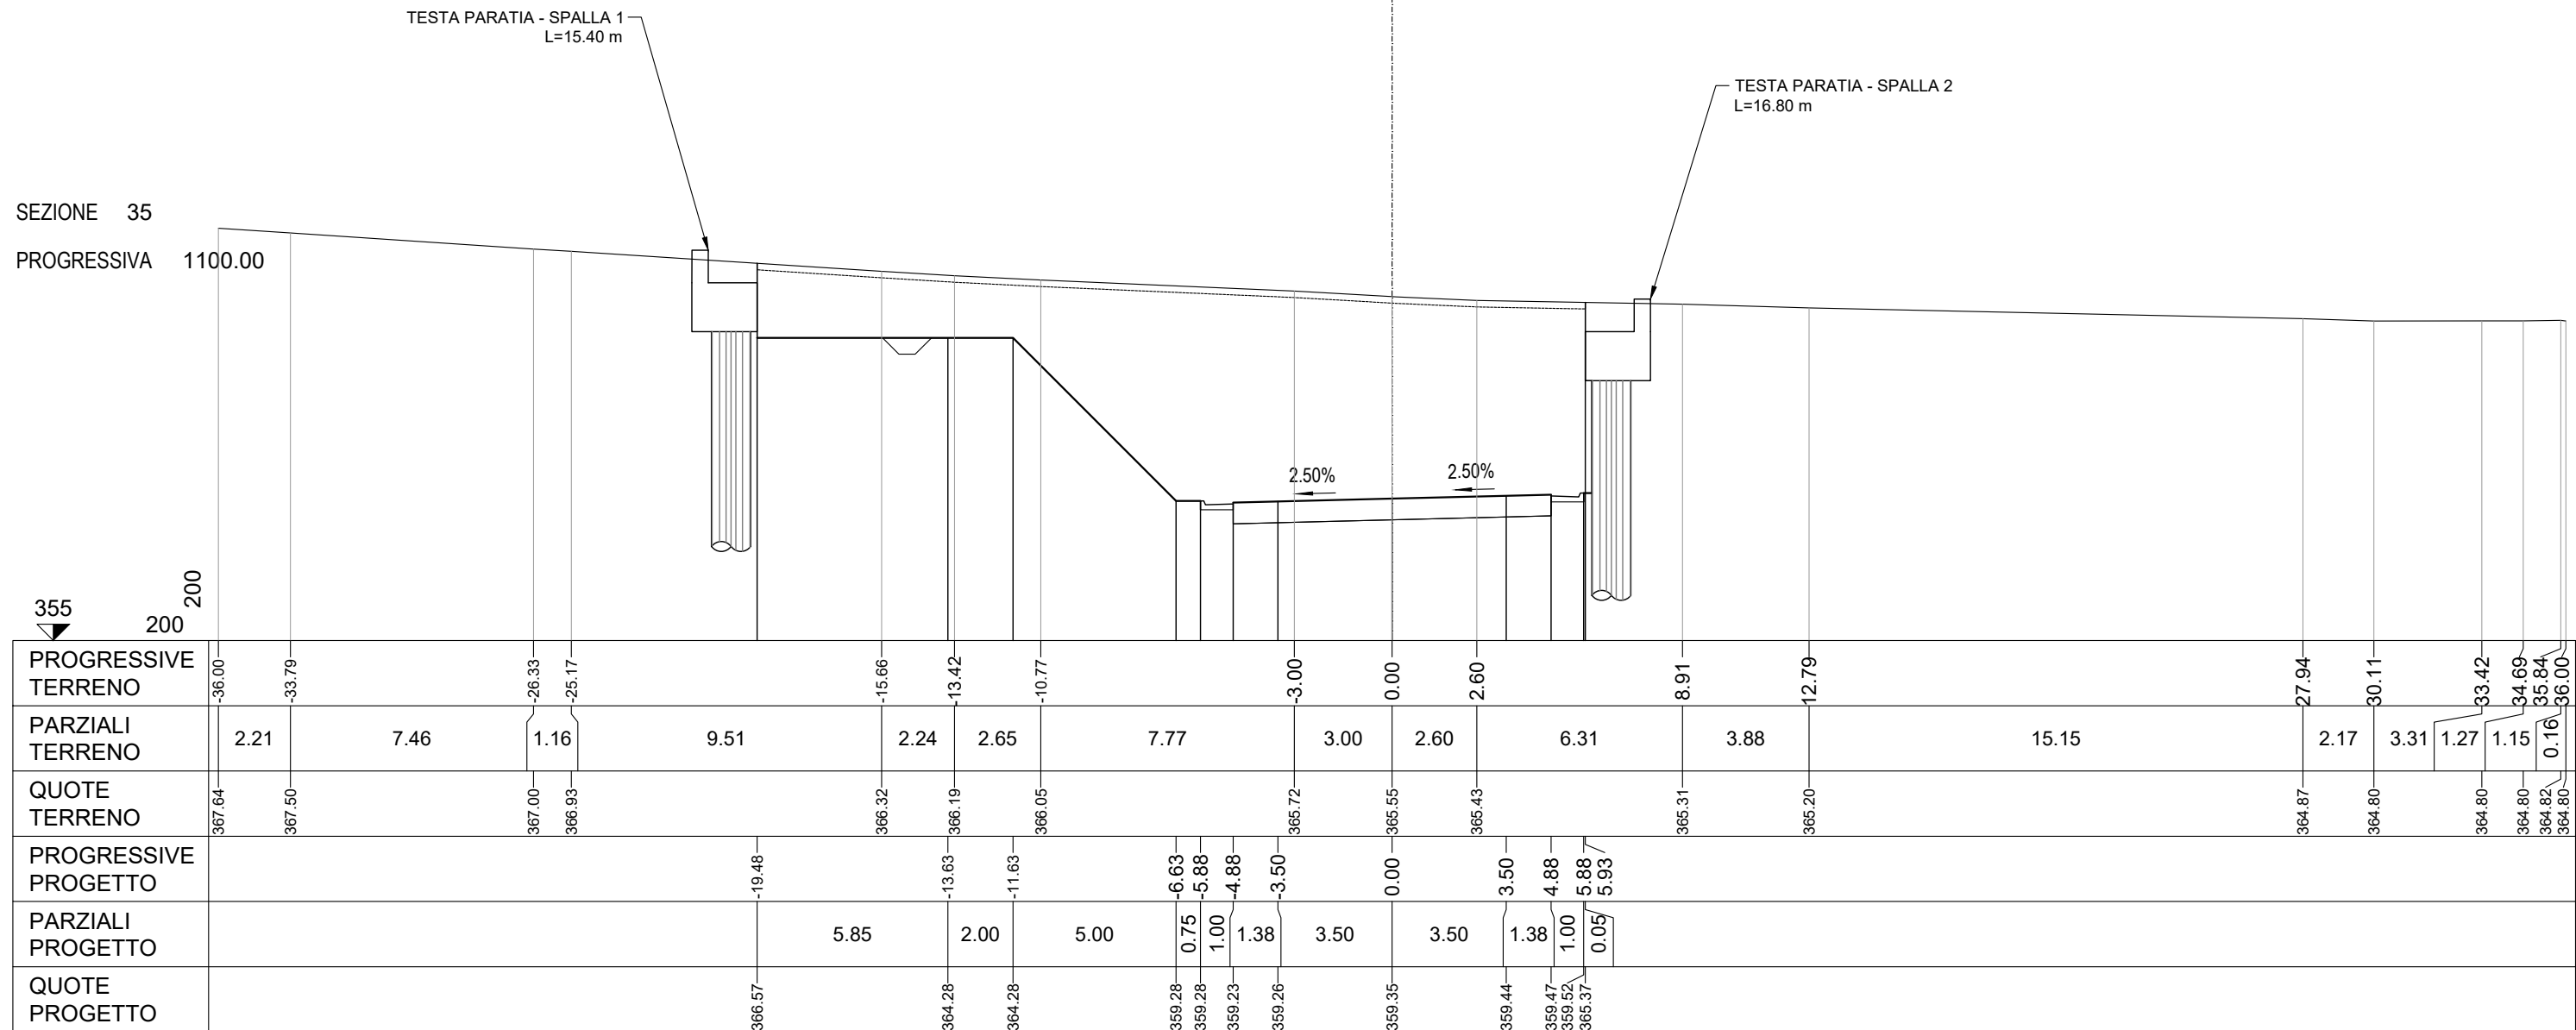 TESTA PARATIA - SPALLA 1
L=15.40 m
TESTA PARATIA - SPALLA 2
L=16.80 m
SEZIONE 35
PROGRESSIVA 1100.00
2.50% 2.50%
200
355
200
PROGRESSIVE TERRENO
-36.00 -33.79 -26.33 -25.17 -15.66 -13.42 -10.77 -3.00 0.00 2.60 8.91 12.79 27.94 30.11 33.42 34.69 35.84 36.00
PARZIALI TERRENO
2.21 7.46 1.16 9.51 2.24 2.65 7.77 3.00 2.60 6.31 3.88 15.15 2.17 3.31 1.27 1.15 0.16
QUOTE TERRENO
367.64 367.50 367.00 366.93 366.32 366.19 366.05 365.72 365.55 365.43 365.31 365.20 364.87 364.80 364.80 364.80 364.82 364.80
PROGRESSIVE PROGETTO
-19.48 -13.63 -11.63 -6.63 -5.88 -4.88 -3.50 0.00 3.50 4.88 5.88 5.93
PARZIALI PROGETTO
5.85 2.00 5.00 0.75 1.00 1.38 3.50 3.50 1.38 1.00 0.05
QUOTE PROGETTO
366.57 364.28 364.28 359.28 359.28 359.23 359.26 359.35 359.44 359.47 359.52 365.37